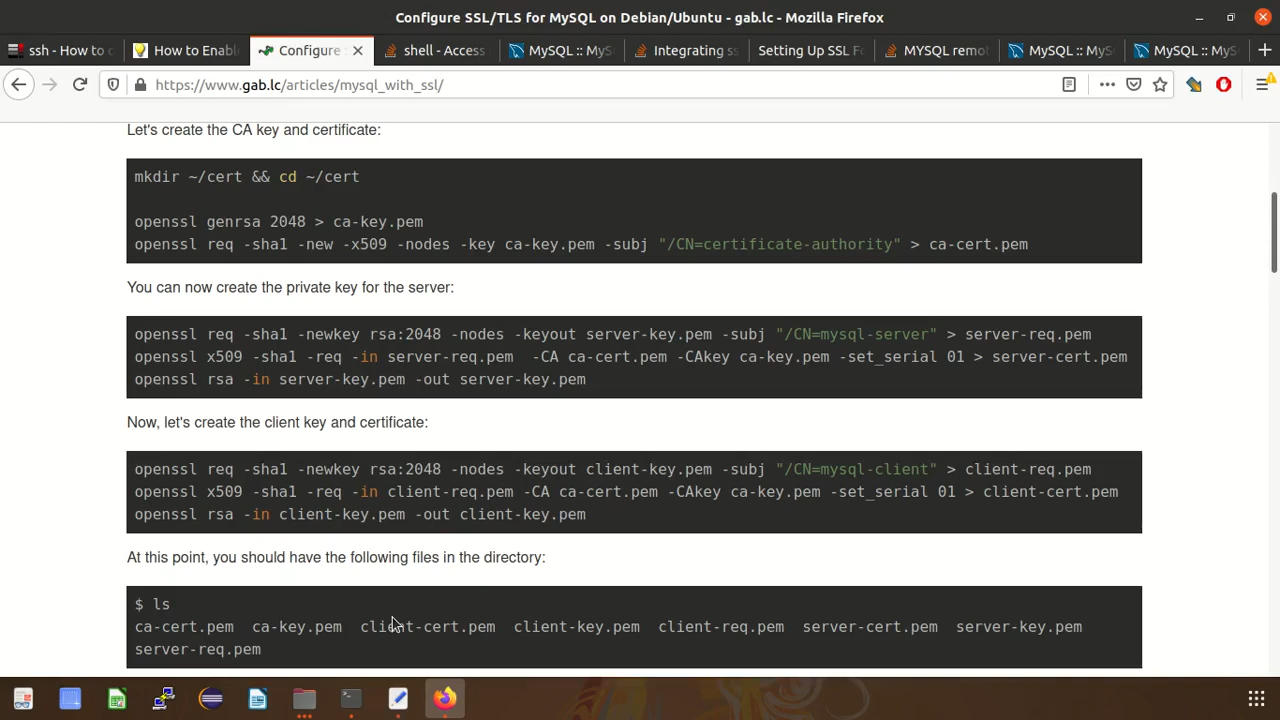 Configure SSL/TLS for MySQL on Debian/Ubuntu - gab.lc - Mozilla Firefox
ssh - How to c
How to Enabl
Configure
shell - Access
MySQL :: MyS
Integrating ss
Setting Up SSL Fo
MYSQL remot
MySQL :: MyS
MySQL :: MyS
https://www.gab.lc/articles/mysql_with_ssl/
Let's create the CA key and certificate:
mkdir ~/cert && cd ~/cert
openssl genrsa 2048 > ca-key.pem
openssl req -sha1 -new -x509 -nodes -key ca-key.pem -subj "/CN=certificate-authority" > ca-cert.pem
You can now create the private key for the server:
openssl req -sha1 -newkey rsa:2048 -nodes -keyout server-key.pem -subj "/CN=mysql-server" > server-req.pem
openssl x509 -sha1 -req -in server-req.pem  -CA ca-cert.pem -CAkey ca-key.pem -set_serial 01 > server-cert.pem
openssl rsa -in server-key.pem -out server-key.pem
Now, let's create the client key and certificate:
openssl req -sha1 -newkey rsa:2048 -nodes -keyout client-key.pem -subj "/CN=mysql-client" > client-req.pem
openssl x509 -sha1 -req -in client-req.pem -CA ca-cert.pem -CAkey ca-key.pem -set_serial 01 > client-cert.pem
openssl rsa -in client-key.pem -out client-key.pem
At this point, you should have the following files in the directory:
$ ls
ca-cert.pem  ca-key.pem  client-cert.pem  client-key.pem  client-req.pem  server-cert.pem  server-key.pem
server-req.pem